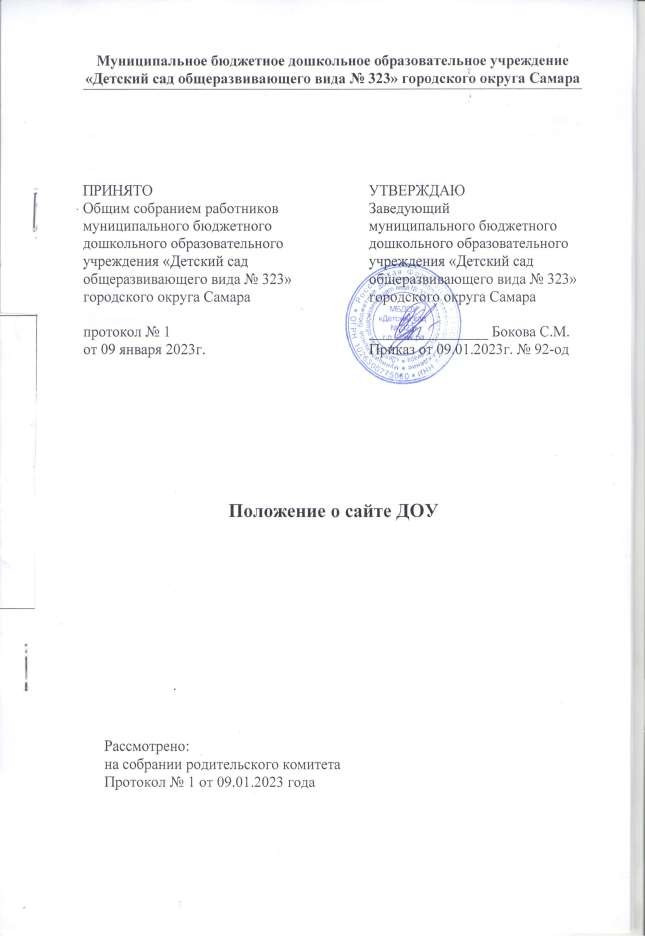 Муниципальное бюджетное дошкольное образовательное учреждение
«Детский сад общеразвивающего вида № 323» городского округа Самара
ПРИНЯТО
Общим собранием работников
муниципального бюджетного
дошкольного образовательного
учреждения «Детский сад
общеразвивающего вида № 323»
городского округа Самара
протокол № 1
от 09 января 2023г.
УТВЕРЖДАЮ
Заведующий
муниципального бюджетного
дошкольного образовательного
учреждения «Детский сад
общеразвивающего вида № 323»
городского округа Самара
Бокова С.М.
Приказ от 09.01.2023г. № 92-од
МБДОУ
«Детский сад
Положение о сайте ДОУ
Рассмотрено:
на собрании родительского комитета
Протокол № 1 от 09.01.2023 года